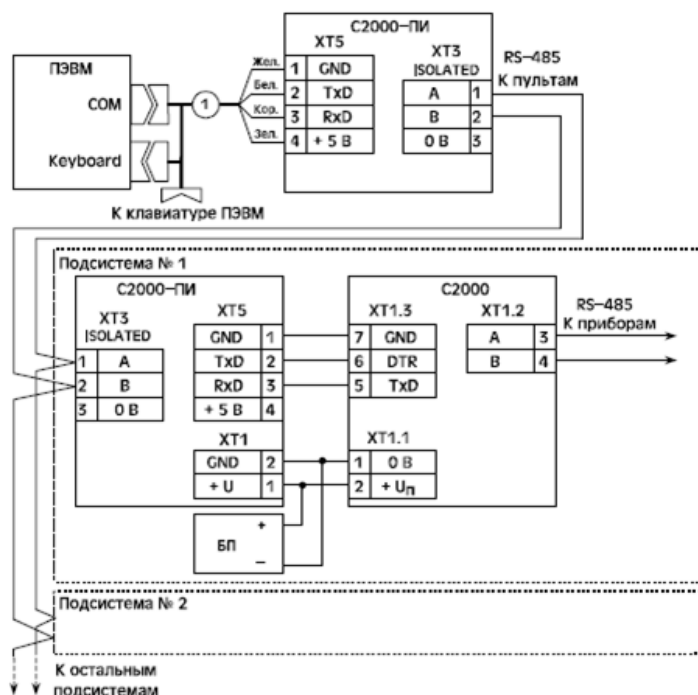 С2000-ПИ
ПЭВМ
COM
Keyboard
К клавиатуре ПЭВМ
1
Жел.
Бел.
Кор.
Зел.
XT5
1 GND
2 TxD
3 RxD
4 + 5 В
XT3
ISOLATED
A 1
B 2
0 В 3
RS-485
К пультам
Подсистема № 1
С2000-ПИ
XT3
ISOLATED
1 A
2 B
3 0 В
XT5
GND 1
TxD 2
RxD 3
+ 5 В 4
XT1
GND 2
+ U 1
БП
+
–
С2000
XT1.3
7 GND
6 DTR
5 TxD
XT1.2
A 3
B 4
XT1.1
1 0 В
2 + Uп
RS-485
К приборам
Подсистема № 2
К остальным
подсистемам